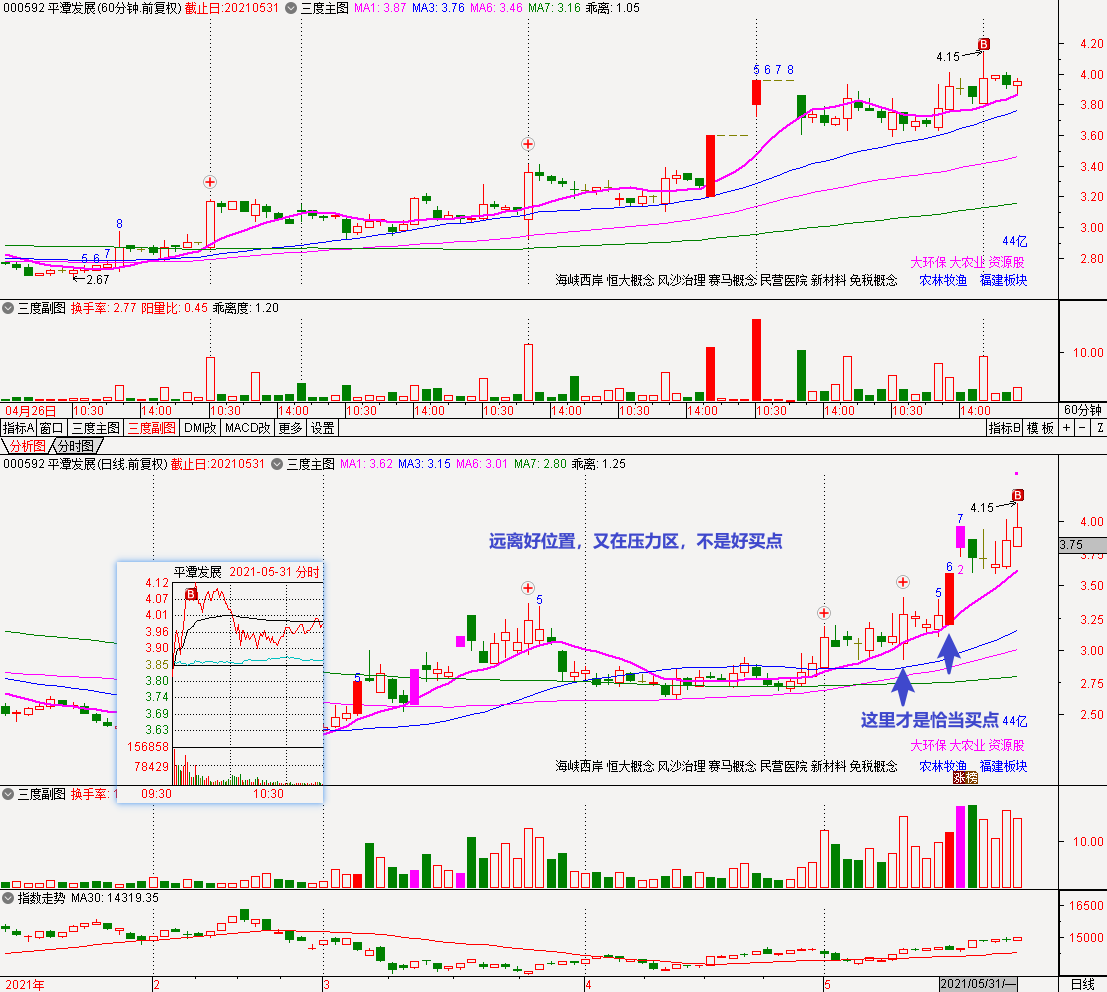 000592 平潭发展(60分钟.前复权) 截止日:20210531 三度主图 MA1: 3.87 MA3: 3.76 MA6: 3.46 MA7: 3.16 乖离: 1.05
4.20
B
4.15
5 6 7 8
4.00
3.80
3.60
3.40
3.20
8
3.00
5 6 7
44亿
2.80
大环保 大农业 资源股
2.67
海峡西岸 恒大概念 风沙治理 赛马概念 民营医院 新材料 免税概念 农林牧渔 福建板块
三度副图 换手率: 2.77 阳量比: 0.45 乖离度: 1.20
10.00
04月26日 10:30 14:00 10:30 14:00 10:30 14:00 10:30 14:00 10:30 14:00 10:30 14:00 10:30 14:00 60分钟
指标A 窗口 三度主图 三度副图 DMI改 MACD改 更多 设置 指标B 模板 + - Z
分析图 分时图
000592 平潭发展(日线.前复权) 截止日:20210531 三度主图 MA1: 3.62 MA3: 3.15 MA6: 3.01 MA7: 2.80 乖离: 1.25
B
4.15
7
4.00
远离好位置，又在压力区，不是好买点
3.75
3.75
平潭发展 2021-05-31 分时
6 2
4.12
B
4.07
3.50
5
5
4.01
3.96
3.25
3.90
3.00
3.85
5
3.80
2.75
3.74
3.69
这里才是恰当买点
44亿
2.50
3.63
156858
大环保 大农业 资源股
78429
海峡西岸 恒大概念 风沙治理 赛马概念 民营医院 新材料 免税概念 农林牧渔 福建板块
涨榜
09:30 10:30
三度副图 换手率: 1
10.00
指数走势 MA30: 14319.35
16500
15000
2021年 2 3 4 5 2021/05/31/一 日线